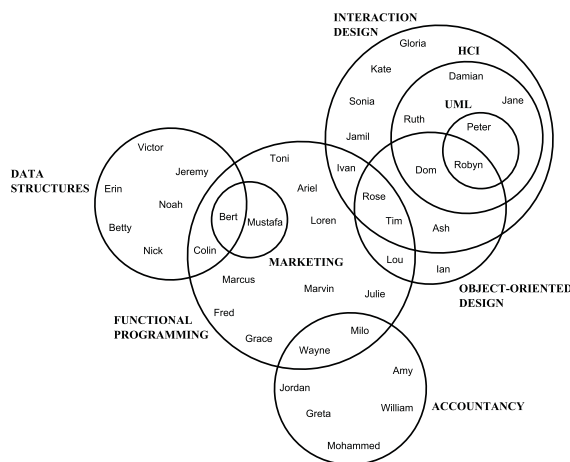 INTERACTION
DESIGN
Gloria
HCI
Kate
Damian
Sonia
Jane
UML
Ruth
Peter
Jamil
Victor
Toni
Ivan
Dom
Robyn
DATA
STRUCTURES
Jeremy
Erin
Ariel
Rose
Noah
Bert
Mustafa
Loren
Tim
Ash
Betty
Nick
Colin
MARKETING
Lou
Ian
Marcus
Marvin
Julie
OBJECT-ORIENTED
DESIGN
FUNCTIONAL
PROGRAMMING
Fred
Grace
Milo
Wayne
Amy
Jordan
Greta
William
ACCOUNTANCY
Mohammed